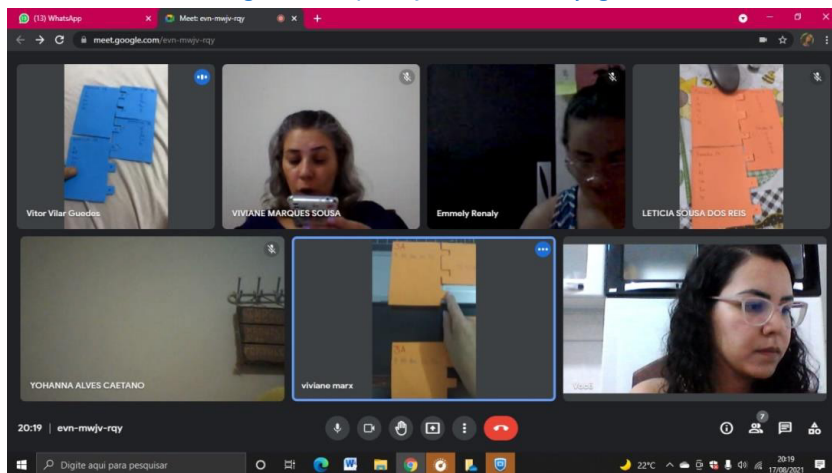 (13) WhatsApp
Meet: evn-mwjv-rqy
meet.google.com/evn-mwjv-rqy
Vitor Vilar Guedes
VIVIANE MARQUES SOUSA
Emmely Renaly
LETICIA SOUSA DOS REIS
YOHANNA ALVES CAETANO
viviane marx
Você
20:19 | evn-mwjv-rqy
7
Digite aqui para pesquisar
22°C
20:19
17/08/2021